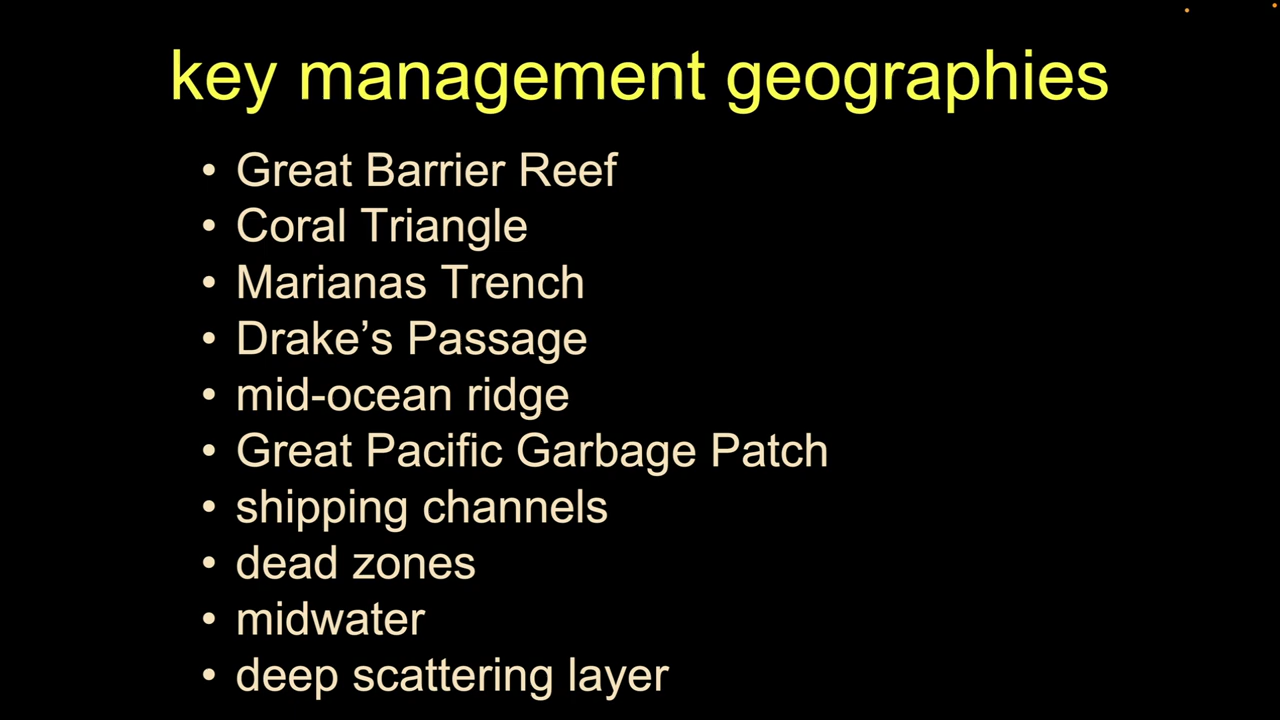 key management geographies
• Great Barrier Reef
• Coral Triangle
• Marianas Trench
• Drake’s Passage
• mid-ocean ridge
• Great Pacific Garbage Patch
• shipping channels
• dead zones
• midwater
• deep scattering layer